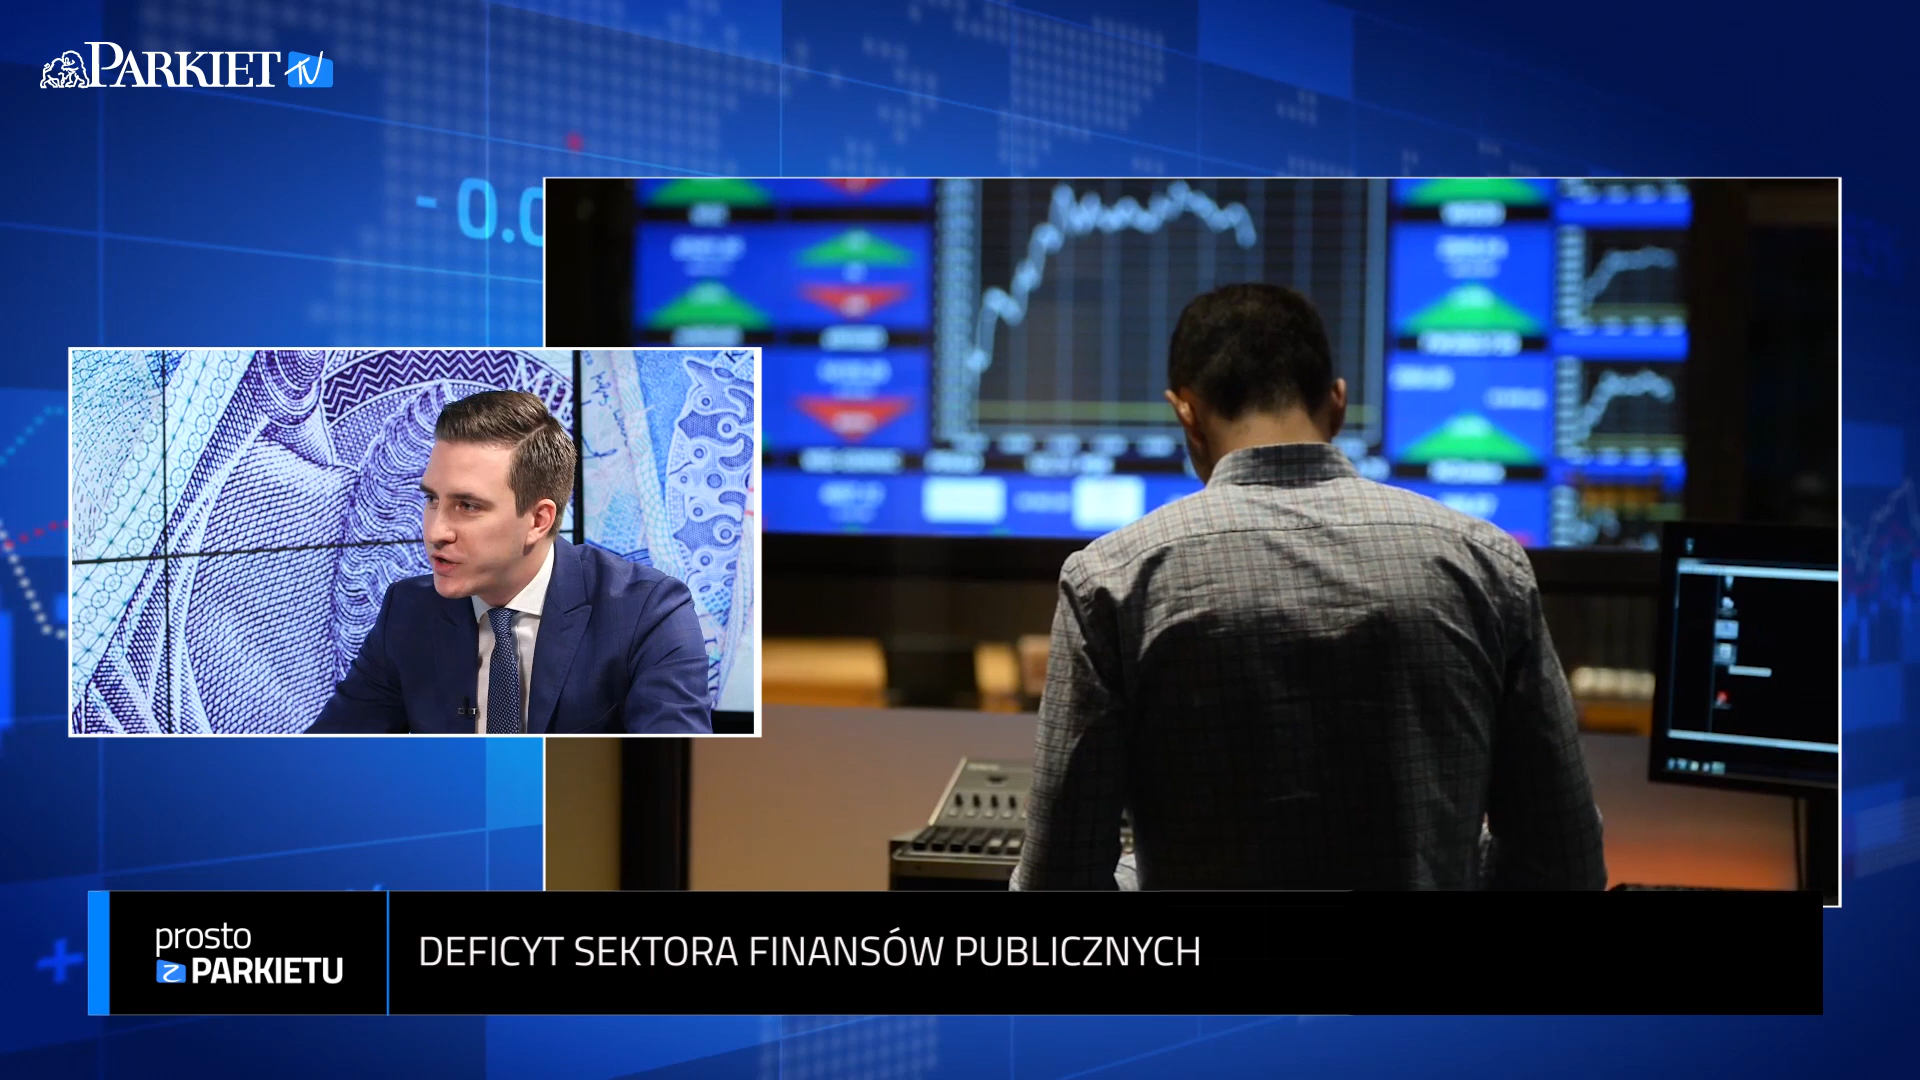 PARKIET TV
- 0.0
prosto
z PARKIETU
DEFICYT SEKTORA FINANSÓW PUBLICZNYCH